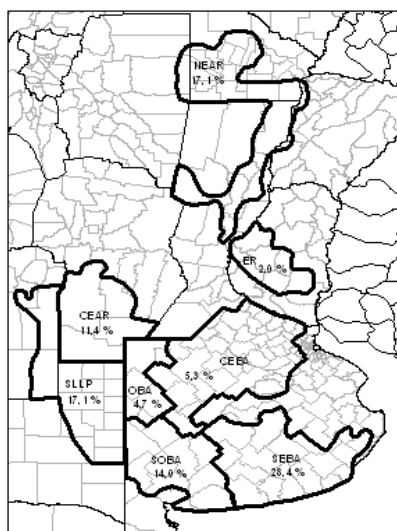 NEAR
17,1 %
ER
2,0 %
CEAR
11,4 %
CEBA
5,3 %
SLLP
17,1 %
OBA
4,7 %
SOBA
14,0 %
SEBA
28,4 %